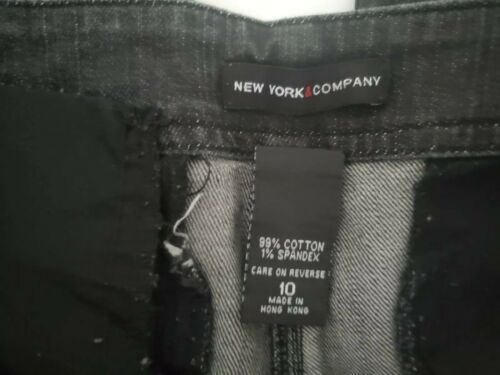 NEW YORK&COMPANY
99% COTTON
1% SPANDEX
CARE ON REVERSE
10
MADE IN
HONG KONG